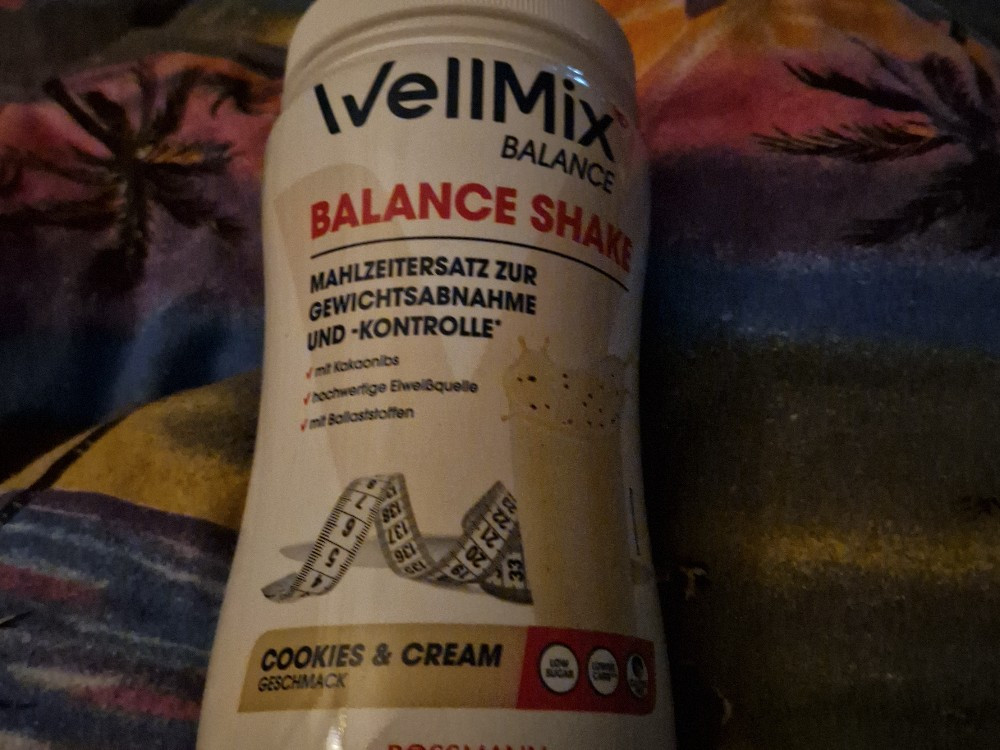 WellMix
BALANCE
BALANCE SHAKE
MAHLZEITERSATZ ZUR
GEWICHTSABNAHME
UND -KONTROLLE*
mit Kakaonibs
hochwertige Eiweißquelle
mit Ballaststoffen
COOKIES & CREAM
GESCHMACK
LOW
SUGAR
ROSSMANN